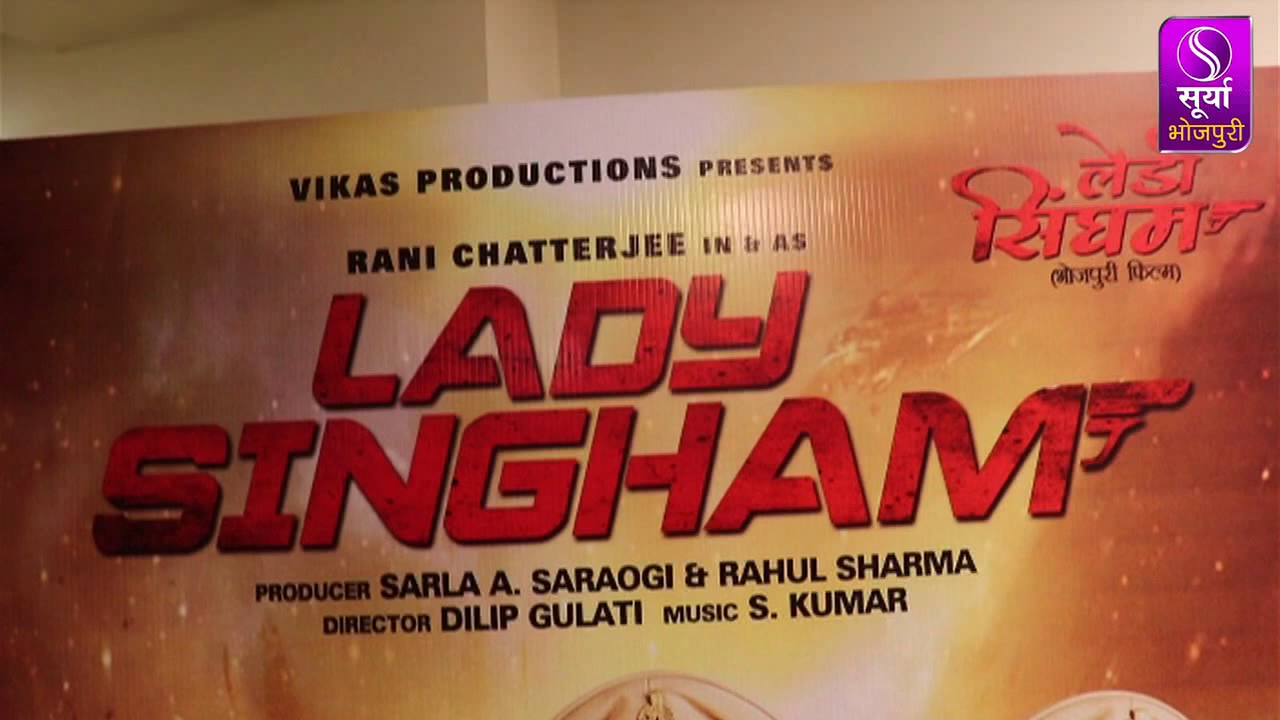 सूर्या
भोजपुरी
VIKAS PRODUCTIONS PRESENTS
लेडी
सिंघम
(भोजपुरी फिल्म)
RANI CHATTERJEE IN & AS
LADY
SINGHAM
PRODUCER SARLA A. SARAOGI & RAHUL SHARMA
DIRECTOR DILIP GULATI MUSIC S. KUMAR